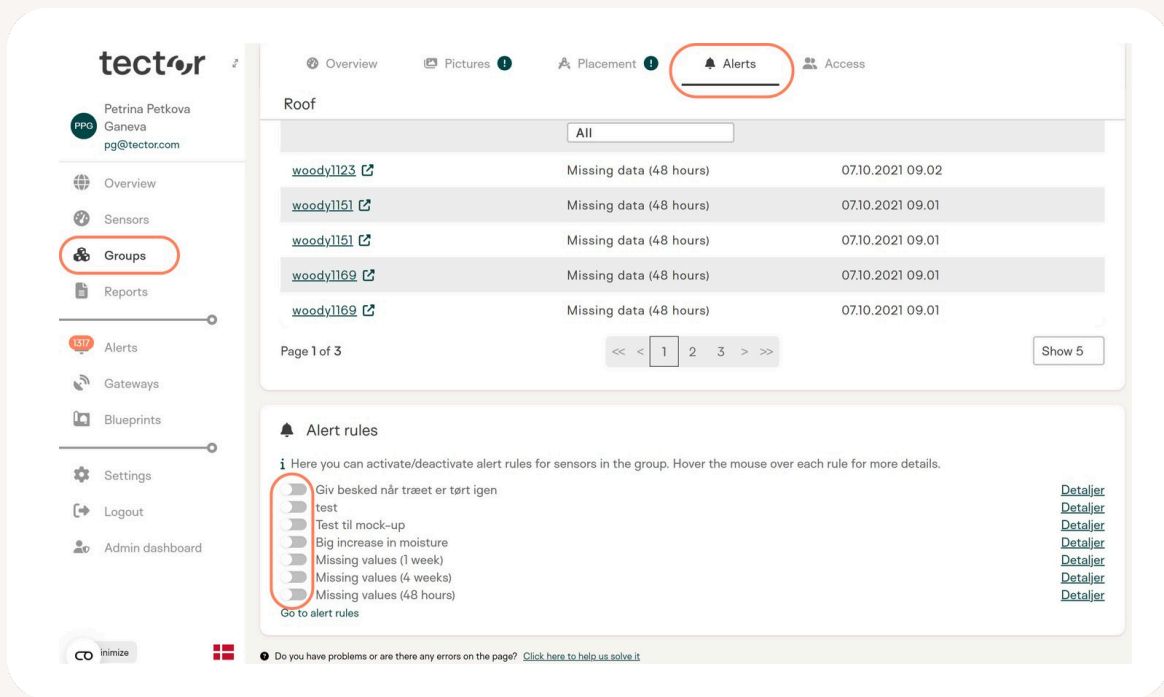 tector
PPG
Petrina Petkova
Ganeva
pg@tector.com
Overview
Sensors
Groups
Reports
1317
Alerts
Gateways
Blueprints
Settings
Logout
Admin dashboard
inimize
Overview
Pictures !
Placement !
Alerts
Access
Roof
All
woody1123 Missing data (48 hours) 07.10.2021 09.02
woody1151 Missing data (48 hours) 07.10.2021 09.01
woody1151 Missing data (48 hours) 07.10.2021 09.01
woody1169 Missing data (48 hours) 07.10.2021 09.01
woody1169 Missing data (48 hours) 07.10.2021 09.01
Page 1 of 3 << < 1 2 3 > >> Show 5
Alert rules
i Here you can activate/deactivate alert rules for sensors in the group. Hover the mouse over each rule for more details.
Giv besked når træet er tørt igen Detaljer
test Detaljer
Test til mock-up Detaljer
Big increase in moisture Detaljer
Missing values (1 week) Detaljer
Missing values (4 weeks) Detaljer
Missing values (48 hours) Detaljer
Go to alert rules
? Do you have problems or are there any errors on the page? Click here to help us solve it